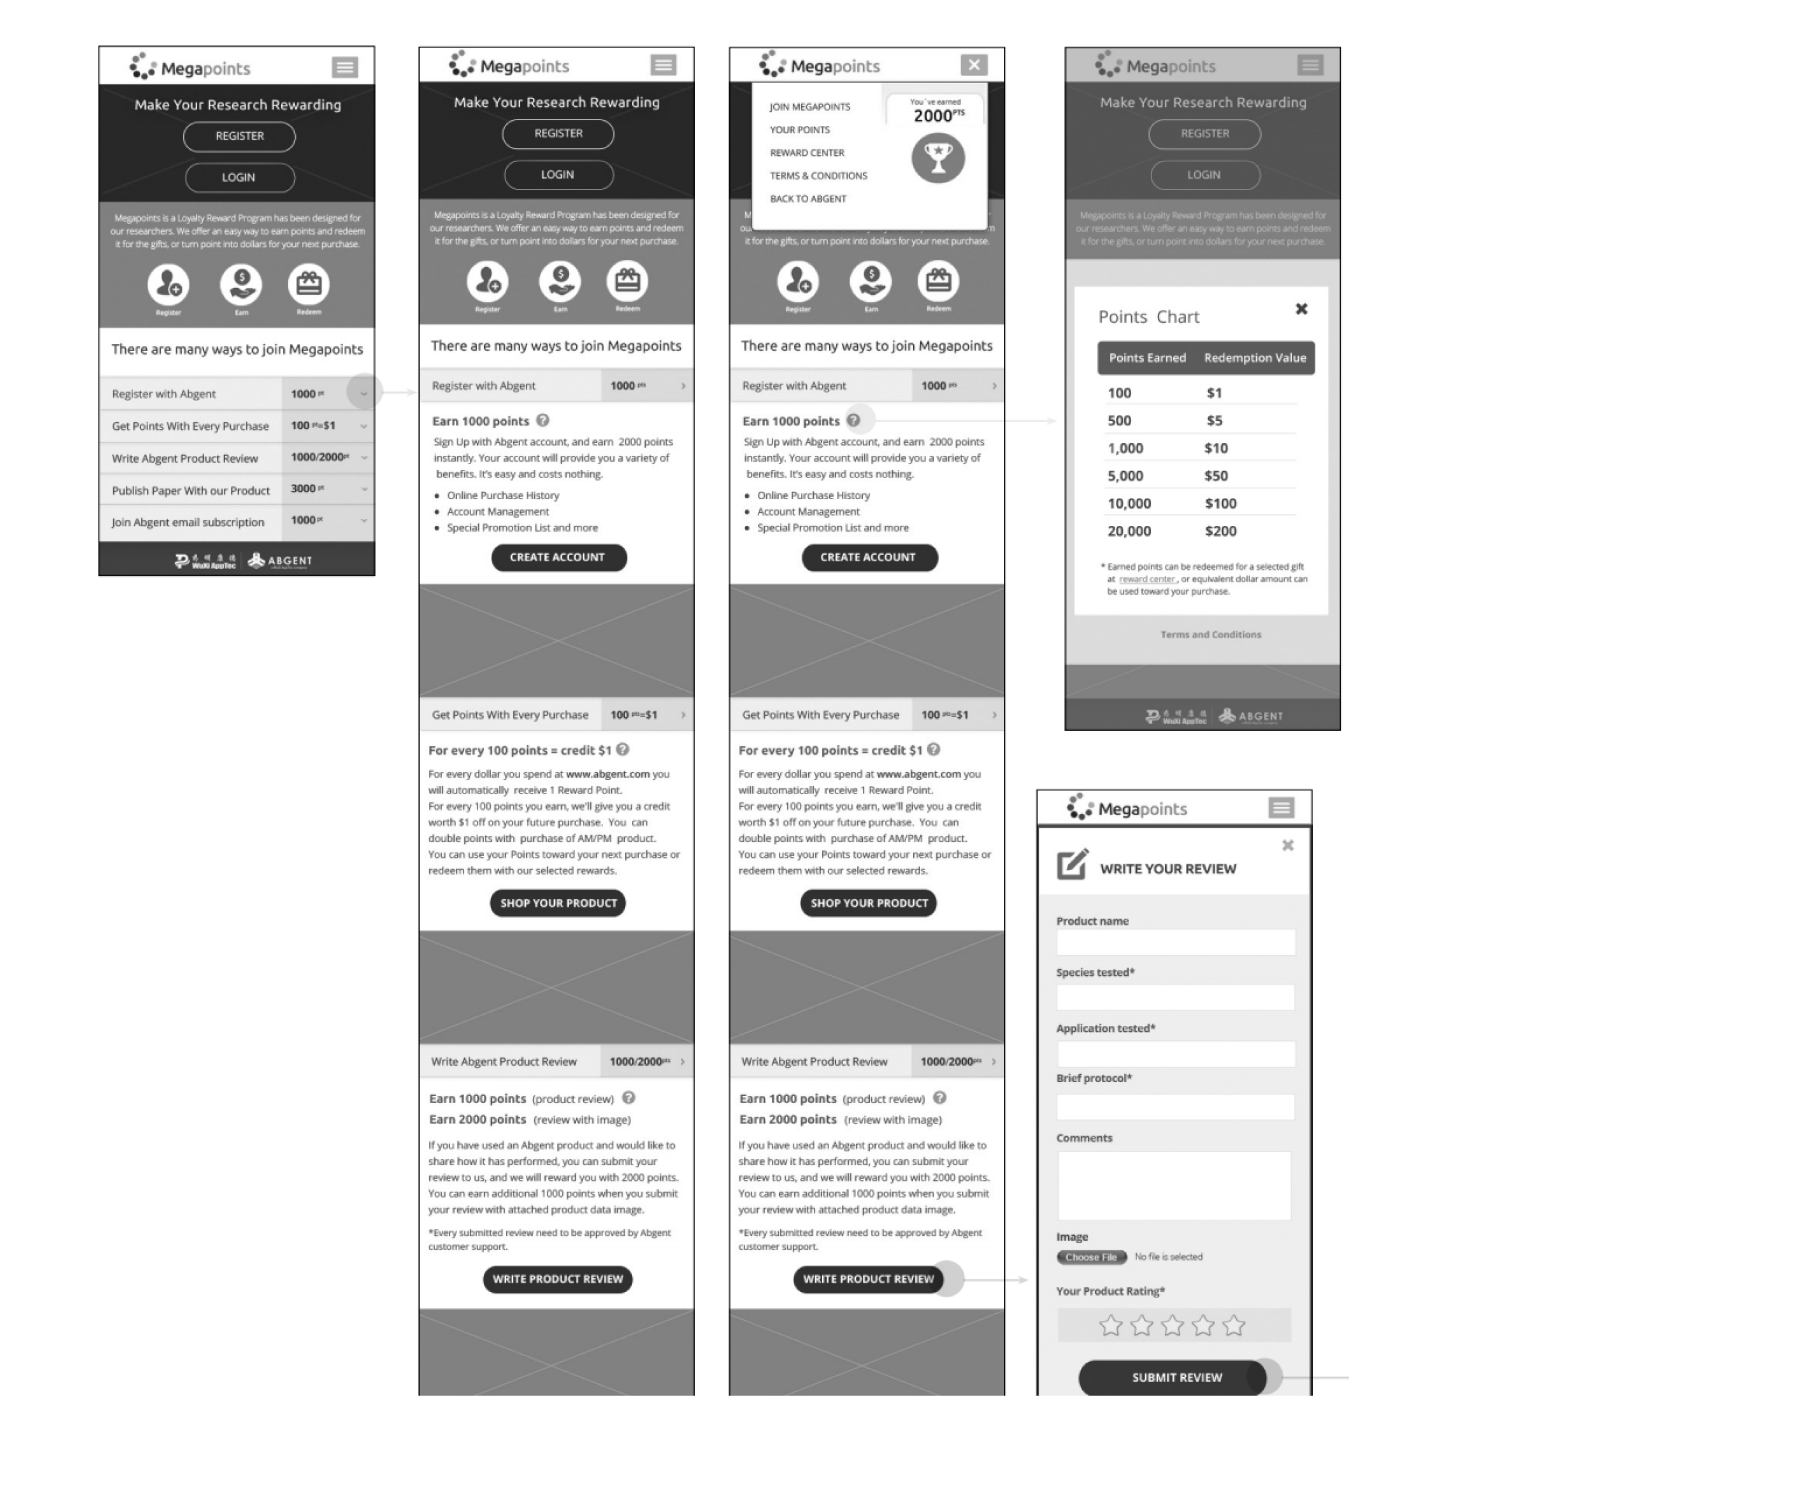 Megapoints
Make Your Research Rewarding
REGISTER
LOGIN
Megapoints is a Loyalty Reward Program has been designed for
our researchers. We offer an easy way to earn points and redeem
it for the gifts, or turn point into dollars for your next purchase.
Register
Earn
Redeem
There are many ways to join Megapoints
Register with Abgent 1000 pt
Get Points With Every Purchase 100 pts=$1
Write Abgent Product Review 1000/2000pt
Publish Paper With our Product 3000 pt
Join Abgent email subscription 1000 pt
WuXi AppTec
ABGENT
Megapoints
Make Your Research Rewarding
REGISTER
LOGIN
Megapoints is a Loyalty Reward Program has been designed for
our researchers. We offer an easy way to earn points and redeem
it for the gifts, or turn point into dollars for your next purchase.
Register
Earn
Redeem
There are many ways to join Megapoints
Register with Abgent 1000 pts
Earn 1000 points ?
Sign Up with Abgent account, and earn 2000 points
instantly. Your account will provide you a variety of
benefits. It's easy and costs nothing.
• Online Purchase History
• Account Management
• Special Promotion List and more
CREATE ACCOUNT
Get Points With Every Purchase 100 pts=$1
For every 100 points = credit $1 ?
For every dollar you spend at www.abgent.com you
will automatically receive 1 Reward Point.
For every 100 points you earn, we'll give you a credit
worth $1 off on your future purchase. You can
double points with purchase of AM/PM product.
You can use your Points toward your next purchase or
redeem them with our selected rewards.
SHOP YOUR PRODUCT
Write Abgent Product Review 1000/2000pts
Earn 1000 points (product review) ?
Earn 2000 points (review with image)
If you have used an Abgent product and would like to
share how it has performed, you can submit your
review to us, and we will reward you with 2000 points.
You can earn additional 1000 points when you submit
your review with attached product data image.
*Every submitted review need to be approved by Abgent
customer support.
WRITE PRODUCT REVIEW
Megapoints
JOIN MEGAPOINTS
YOUR POINTS
REWARD CENTER
TERMS & CONDITIONS
BACK TO ABGENT
You´ve earned
2000PTS
it for the gifts, or turn point into dollars for your next purchase.
Register
Earn
Redeem
There are many ways to join Megapoints
Register with Abgent 1000 pts
Earn 1000 points ?
Sign Up with Abgent account, and earn 2000 points
instantly. Your account will provide you a variety of
benefits. It's easy and costs nothing.
• Online Purchase History
• Account Management
• Special Promotion List and more
CREATE ACCOUNT
Get Points With Every Purchase 100 pts=$1
For every 100 points = credit $1 ?
For every dollar you spend at www.abgent.com you
will automatically receive 1 Reward Point.
For every 100 points you earn, we'll give you a credit
worth $1 off on your future purchase. You can
double points with purchase of AM/PM product.
You can use your Points toward your next purchase or
redeem them with our selected rewards.
SHOP YOUR PRODUCT
Write Abgent Product Review 1000/2000pts
Earn 1000 points (product review) ?
Earn 2000 points (review with image)
If you have used an Abgent product and would like to
share how it has performed, you can submit your
review to us, and we will reward you with 2000 points.
You can earn additional 1000 points when you submit
your review with attached product data image.
*Every submitted review need to be approved by Abgent
customer support.
WRITE PRODUCT REVIEW
Megapoints
Make Your Research Rewarding
REGISTER
LOGIN
Megapoints is a Loyalty Reward Program has been designed for
our researchers. We offer an easy way to earn points and redeem
it for the gifts, or turn point into dollars for your next purchase.
Points Chart
Points Earned Redemption Value
100 $1
500 $5
1,000 $10
5,000 $50
10,000 $100
20,000 $200
* Earned points can be redeemed for a selected gift
at reward center , or equivalent dollar amount can
be used toward your purchase.
Terms and Conditions
WuXi AppTec
ABGENT
Megapoints
WRITE YOUR REVIEW
Product name
Species tested*
Application tested*
Brief protocol*
Comments
Image
Choose File No file is selected
Your Product Rating*
SUBMIT REVIEW